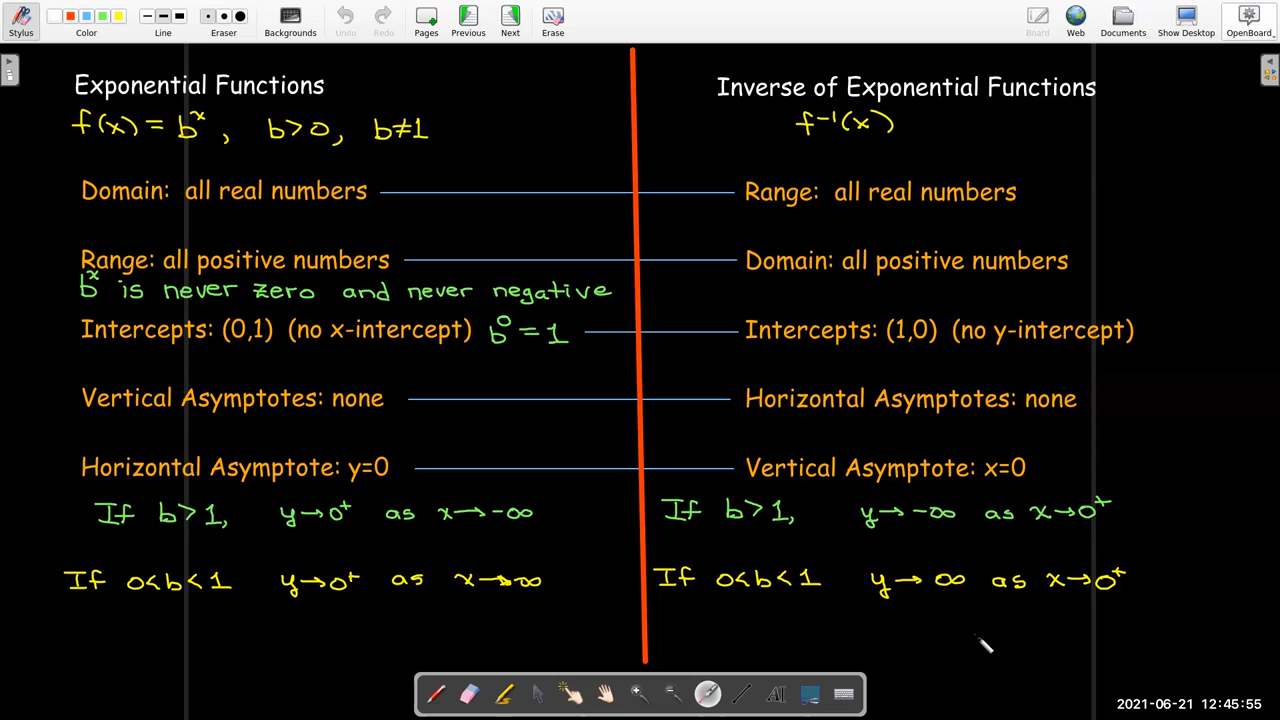 Stylus Color Line Eraser Backgrounds Undo Redo Pages Previous Next Erase Board Web Documents Show Desktop OpenBoard
Exponential Functions
f(x) = b^x, b>0, b≠1
Domain: all real numbers
Range: all positive numbers
b^x is never zero and never negative
Intercepts: (0,1) (no x-intercept) b^0 = 1
Vertical Asymptotes: none
Horizontal Asymptote: y=0
If b>1, y→0⁺ as x→-∞
If 0<b<1 y→0⁺ as x→∞
Inverse of Exponential Functions
f⁻¹(x)
Range: all real numbers
Domain: all positive numbers
Intercepts: (1,0) (no y-intercept)
Horizontal Asymptotes: none
Vertical Asymptote: x=0
If b>1, y→-∞ as x→0⁺
If 0<b<1 y→∞ as x→0⁺
AI
2021-06-21 12:45:55